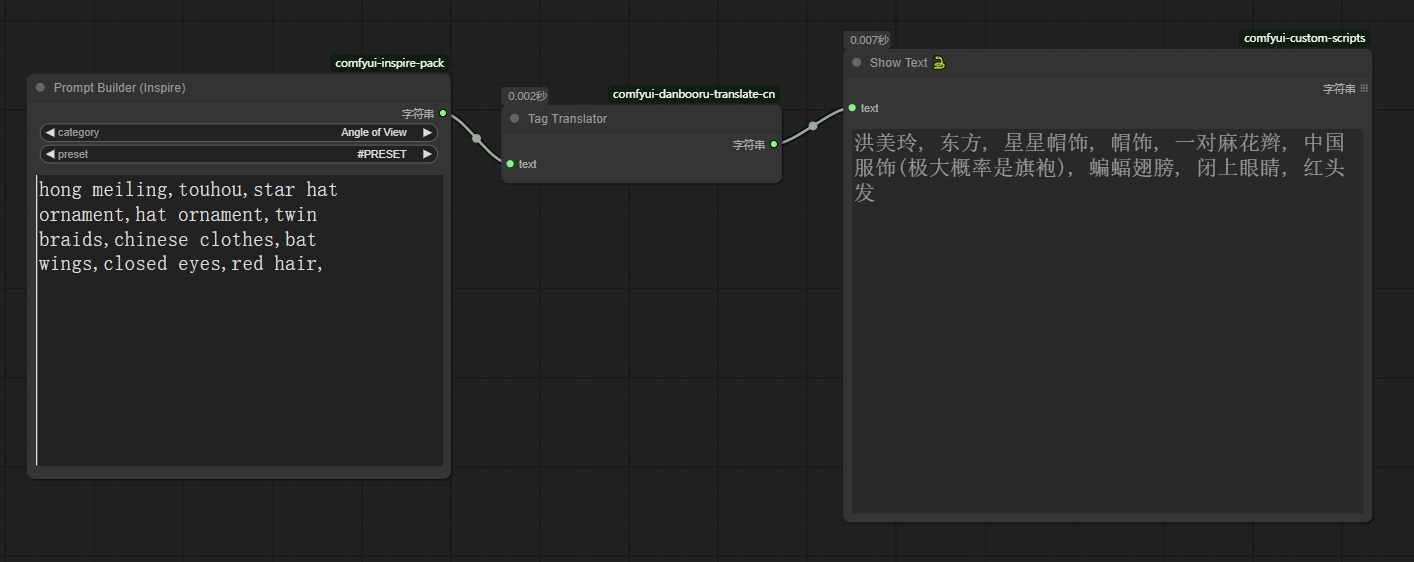 comfyui-inspire-pack
Prompt Builder (Inspire)
字符串
category
Angle of View
preset
#PRESET
hong meiling,touhou,star hat
ornament,hat ornament,twin
braids,chinese clothes,bat
wings,closed eyes,red hair,
0.002秒
comfyui-danbooru-translate-cn
Tag Translator
字符串
text
0.007秒
comfyui-custom-scripts
Show Text 🐍
字符串
text
洪美玲, 东方, 星星帽饰, 帽饰, 一对麻花辫, 中国
服饰(极大概率是旗袍), 蝙蝠翅膀, 闭上眼睛, 红头
发